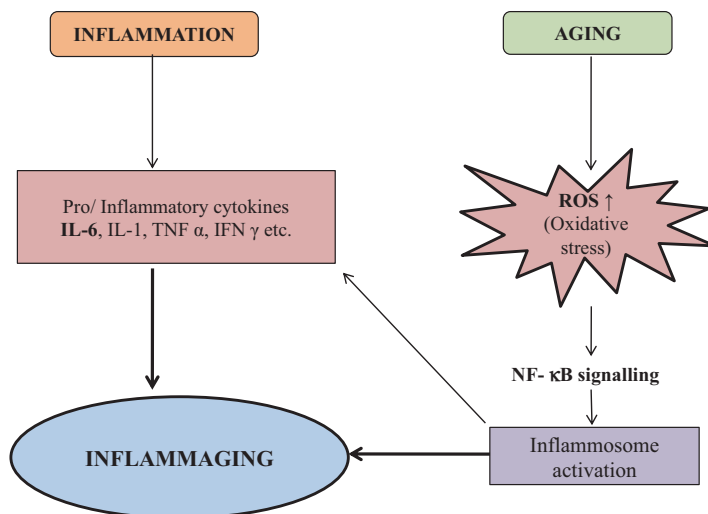 INFLAMMATION
AGING
Pro/ Inflammatory cytokines
IL-6, IL-1, TNF α, IFN γ etc.
ROS ↑
(Oxidative
stress)
NF- κB signalling
Inflammosome
activation
INFLAMMAGING